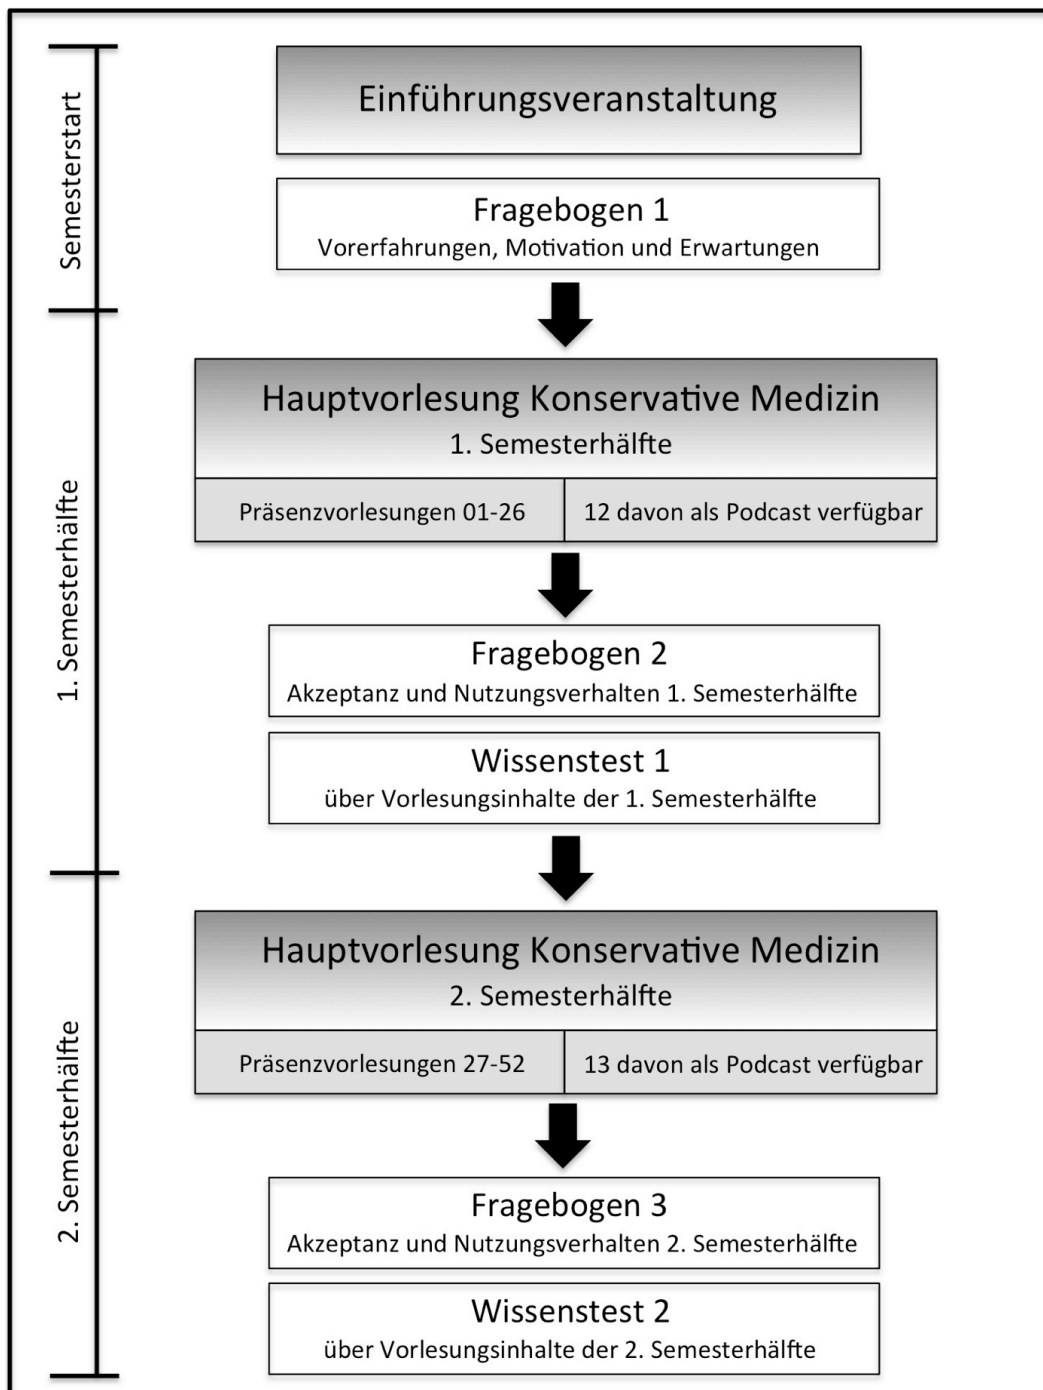 Semesterstart
Einführungsveranstaltung
Fragebogen 1
Vorerfahrungen, Motivation und Erwartungen
1. Semesterhälfte
Hauptvorlesung Konservative Medizin
1. Semesterhälfte
Präsenzvorlesungen 01-26
12 davon als Podcast verfügbar
Fragebogen 2
Akzeptanz und Nutzungsverhalten 1. Semesterhälfte
Wissenstest 1
über Vorlesungsinhalte der 1. Semesterhälfte
2. Semesterhälfte
Hauptvorlesung Konservative Medizin
2. Semesterhälfte
Präsenzvorlesungen 27-52
13 davon als Podcast verfügbar
Fragebogen 3
Akzeptanz und Nutzungsverhalten 2. Semesterhälfte
Wissenstest 2
über Vorlesungsinhalte der 2. Semesterhälfte